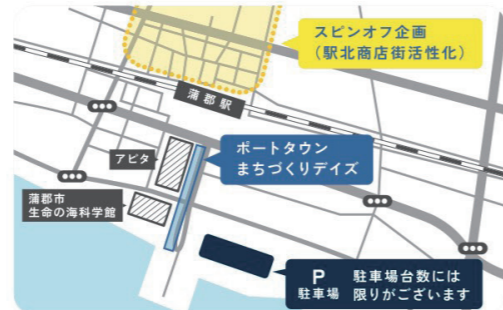 スピンオフ企画
（駅北商店街活性化）
蒲郡駅
ポートタウン
まちづくりデイズ
アピタ
蒲郡市
生命の海科学館
P
駐車場
駐車場台数には
限りがございます